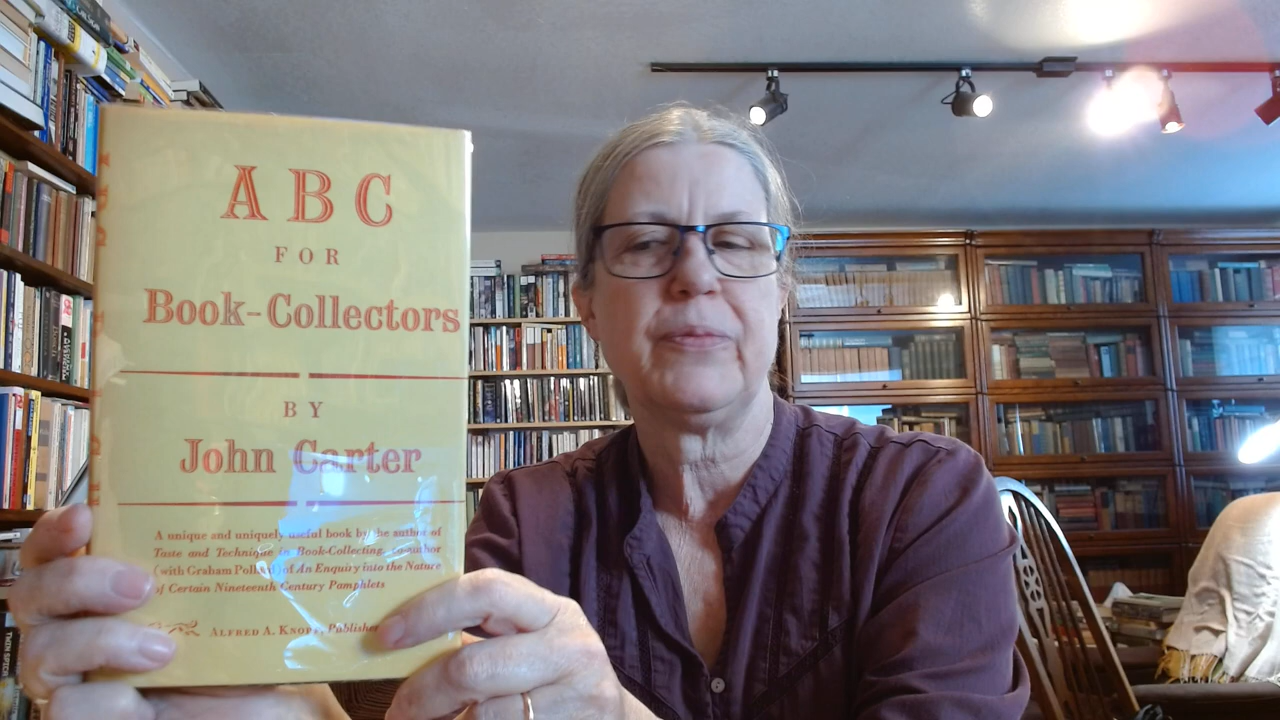 ABC
FOR
Book-Collectors
BY
John Carter
A unique and uniquely useful book by the author of
Taste and Technique in Book-Collecting, co-author
(with Graham Pollard) of An Enquiry into the Nature
of Certain Nineteenth Century Pamphlets
ALFRED A. KNOPF, Publisher